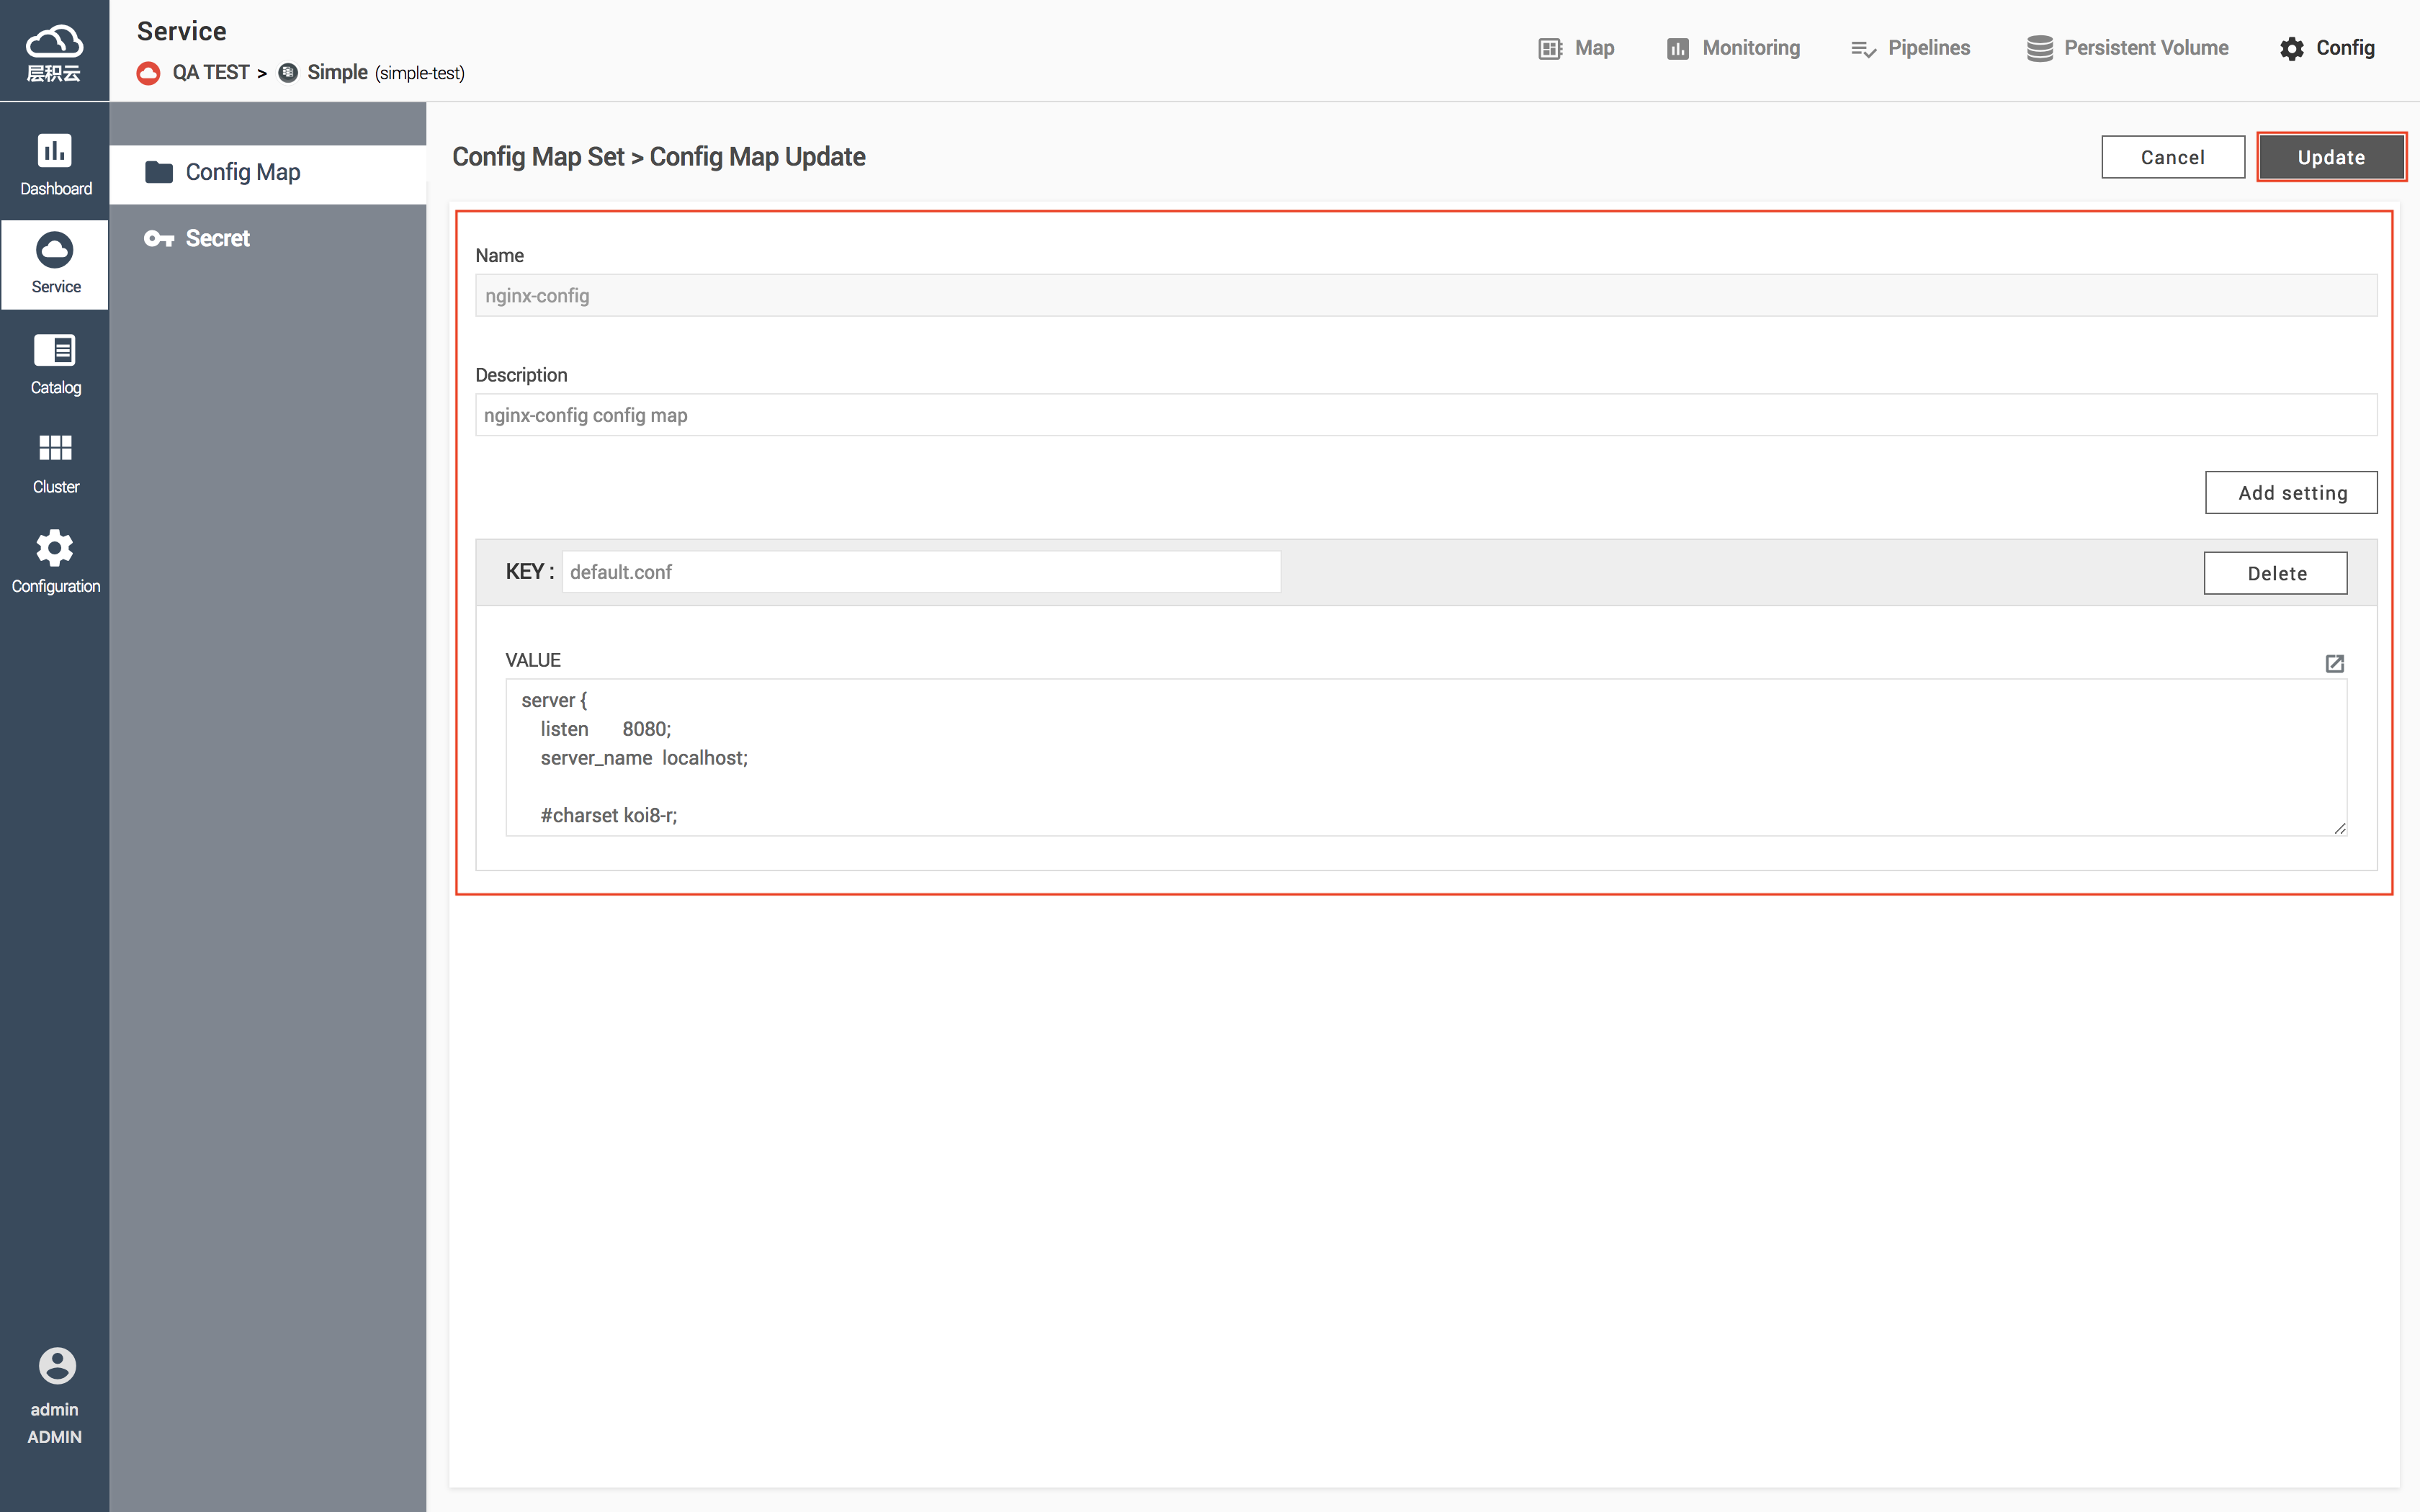 层积云
Service
QA TEST > Simple (simple-test)
Map
Monitoring
Pipelines
Persistent Volume
Config
Dashboard
Service
Catalog
Cluster
Configuration
admin
ADMIN
Config Map
Secret
Config Map Set > Config Map Update
Cancel
Update
Name
nginx-config
Description
nginx-config config map
Add setting
KEY : default.conf
Delete
VALUE
server {
listen 8080;
server_name localhost;
#charset koi8-r;